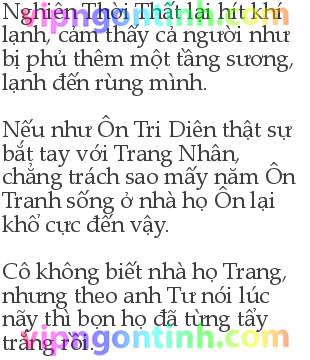 Nghiên Thời Thất lại hít khí
lạnh, cảm thấy cả người như
bị phủ thêm một tầng sương,
lạnh đến rùng mình.
Nếu như Ôn Tri Diên thật sự
bắt tay với Trang Nhân,
chẳng trách sao mấy năm Ôn
Tranh sống ở nhà họ Ôn lại
khổ cực đến vậy.
Cô không biết nhà họ Trang,
nhưng theo anh Tư nói lúc
nãy thì bọn họ đã từng tẩy
vipngontinh.com
trắng rồi.